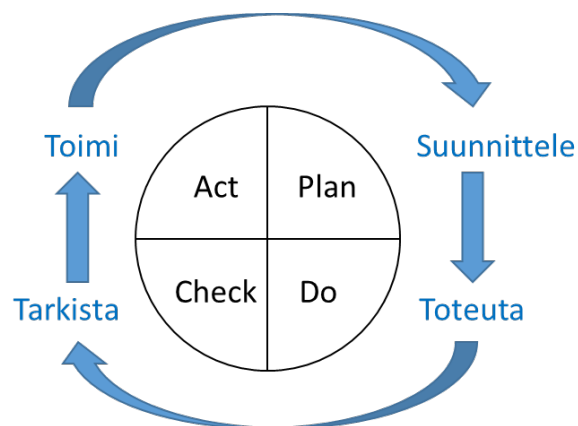 Toimi
Suunnittele
Act
Plan
Check
Do
Tarkista
Toteuta